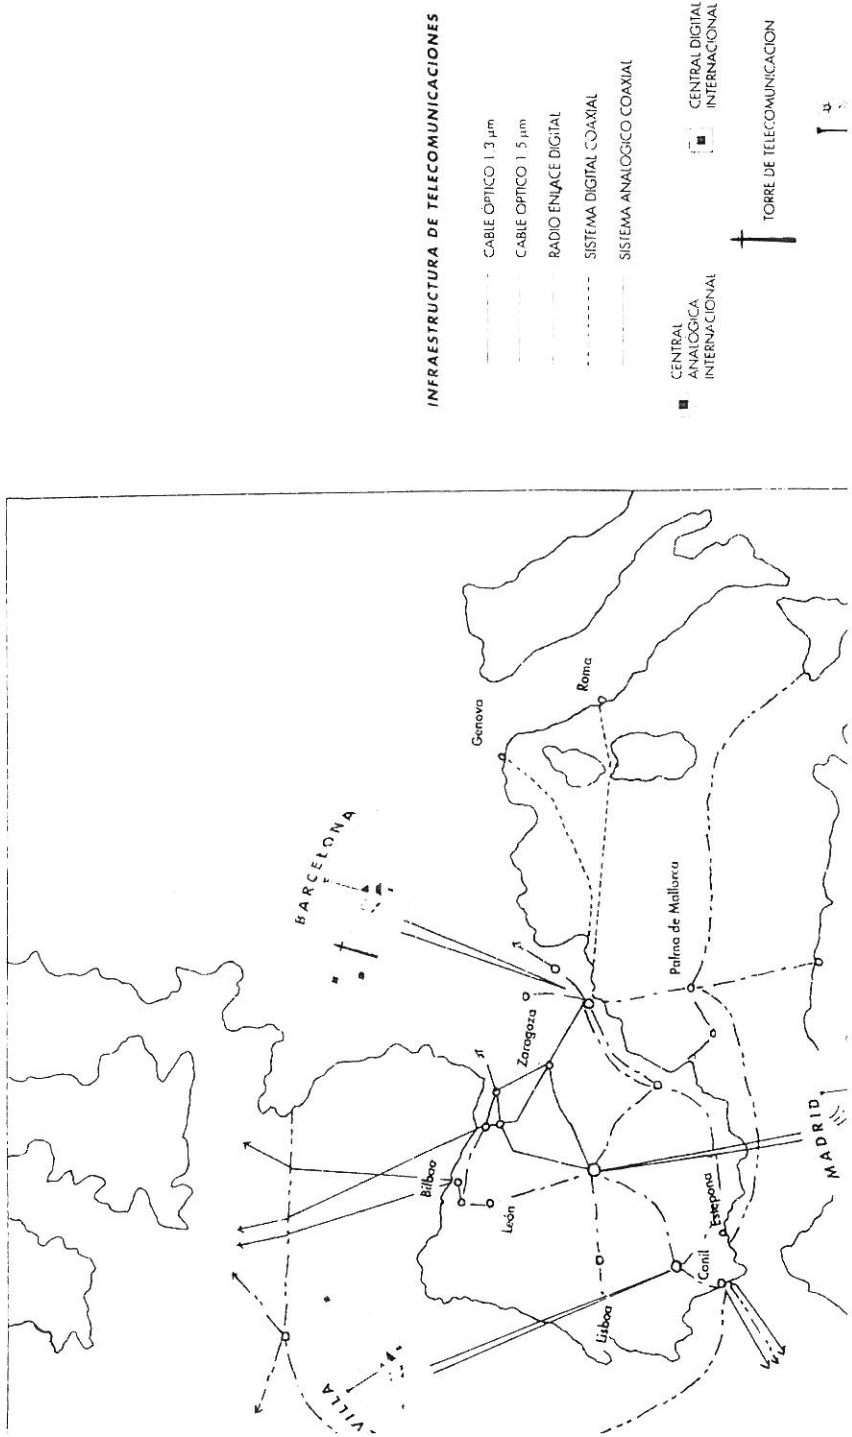 INFRAESTRUCTURA DE TELECOMUNICACIONES
CABLE OPTICO 1 3 µm
CABLE OPTICO 1 5 µm
RADIO ENLACE DIGITAL
SISTEMA DIGITAL COAXIAL
SISTEMA ANALOGICO COAXIAL
CENTRAL
ANALOGICA
INTERNACIONAL
CENTRAL DIGITAL
INTERNACIONAL
TORRE DE TELECOMUNICACION
BARCELONA
Genova
Roma
Zaragoza
Palma de Mallorca
Bilbao
León
Lisboa
Conil
Estepona
MADRID
VILLA